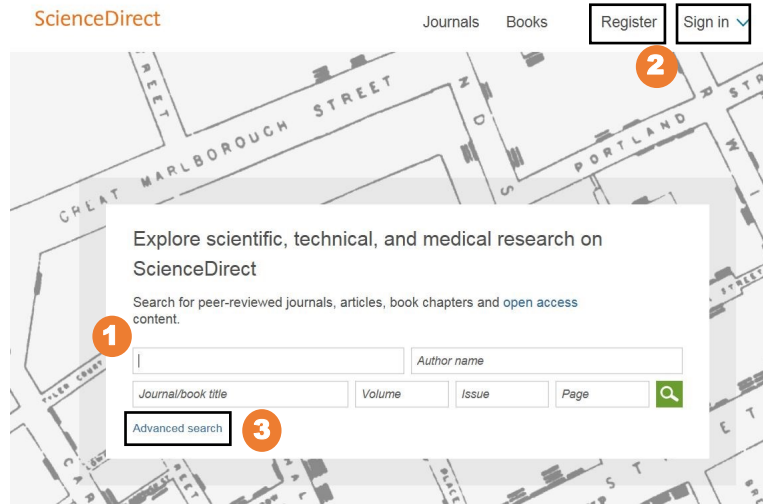 ScienceDirect
Journals Books Register Sign in
2
GREAT MARLBOROUGH STREET
PORTLAND
Explore scientific, technical, and medical research on
ScienceDirect
Search for peer-reviewed journals, articles, book chapters and open access
content.
1
Author name
Journal/book title Volume Issue Page
Advanced search 3